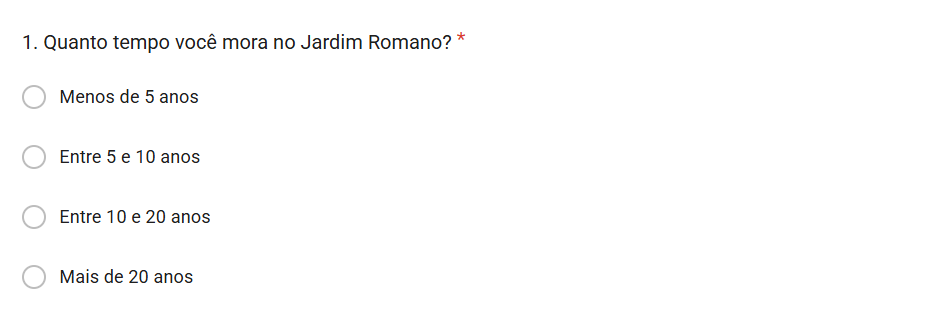 1. Quanto tempo você mora no Jardim Romano? *
Menos de 5 anos
Entre 5 e 10 anos
Entre 10 e 20 anos
Mais de 20 anos